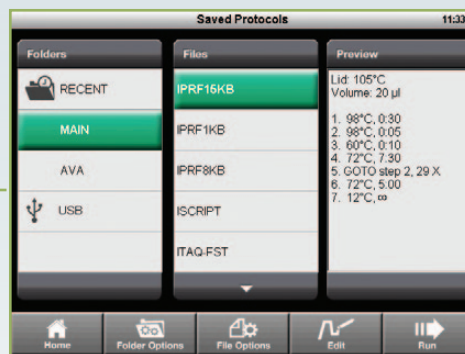 Saved Protocols
11:33
Folders
RECENT
MAIN
AVA
USB
Files
IPRF15KB
IPRF1KB
IPRF8KB
ISCRIPT
ITAQ-FST
Preview
Lid: 105°C
Volume: 20 µl
1. 98°C, 0:30
2. 98°C, 0:05
3. 60°C, 0:10
4. 72°C, 7:30
5. GOTO step 2, 29 X
6. 72°C, 5:00
7. 12°C, ∞
Home
Folder Options
File Options
Edit
Run